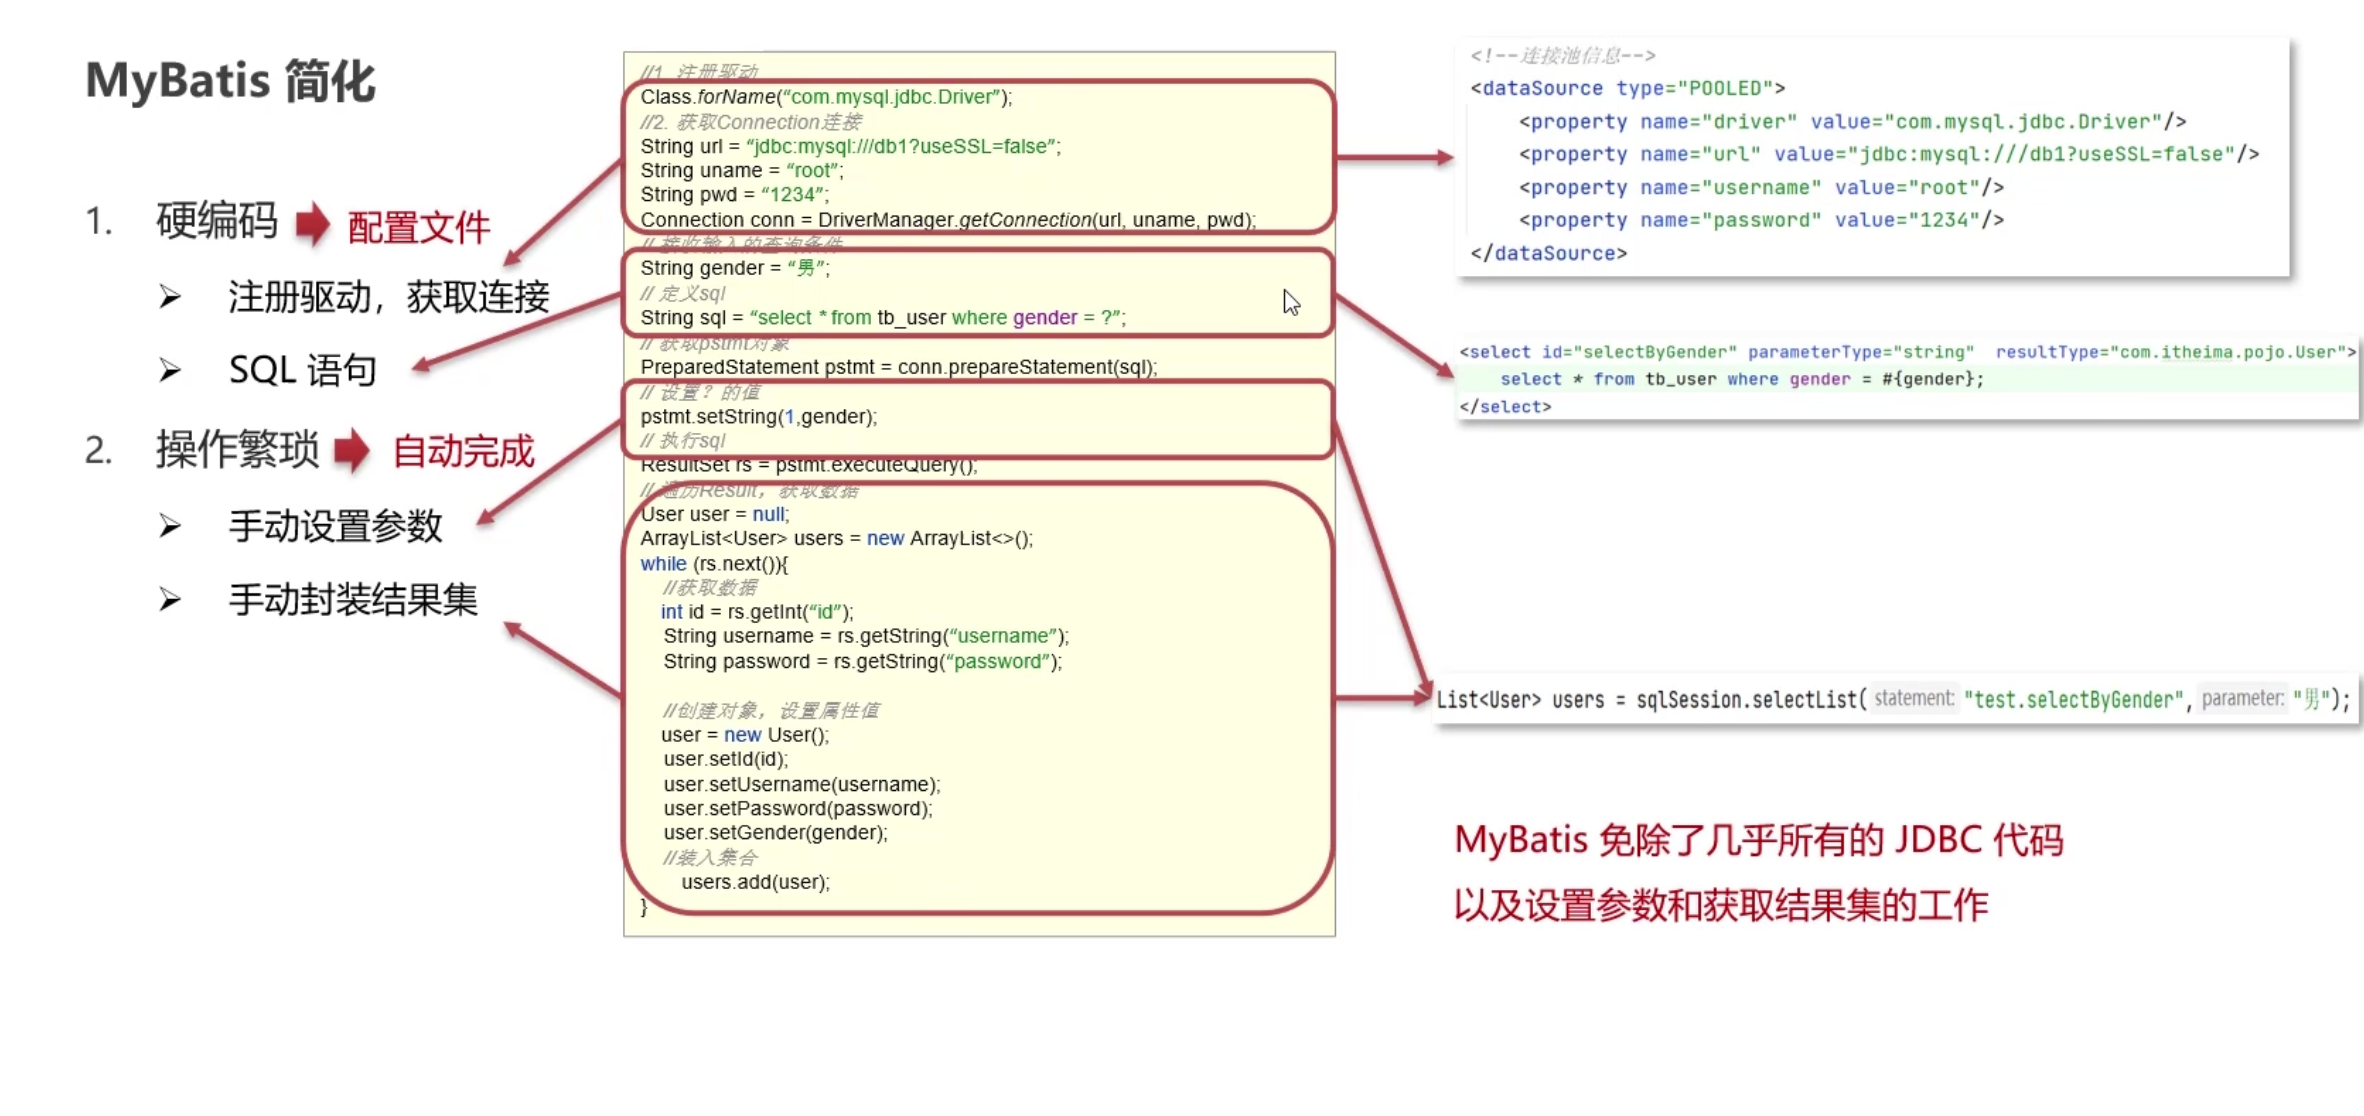 MyBatis 简化
1. 硬编码 配置文件
➢ 注册驱动，获取连接
➢ SQL 语句
2. 操作繁琐 自动完成
➢ 手动设置参数
➢ 手动封装结果集
//1. 注册驱动
Class.forName(“com.mysql.jdbc.Driver”);
//2. 获取Connection连接
String url = “jdbc:mysql:///db1?useSSL=false”;
String uname = “root”;
String pwd = “1234”;
Connection conn = DriverManager.getConnection(url, uname, pwd);
// 接收输入的查询条件
String gender = “男”;
// 定义sql
String sql = “select * from tb_user where gender = ?”;
// 获取pstmt对象
PreparedStatement pstmt = conn.prepareStatement(sql);
// 设置？的值
pstmt.setString(1,gender);
// 执行sql
ResultSet rs = pstmt.executeQuery();
// 遍历Result，获取数据
User user = null;
ArrayList<User> users = new ArrayList<>();
while (rs.next()){
//获取数据
int id = rs.getInt(“id”);
String username = rs.getString(“username”);
String password = rs.getString(“password”);
//创建对象，设置属性值
user = new User();
user.setId(id);
user.setUsername(username);
user.setPassword(password);
user.setGender(gender);
//装入集合
users.add(user);
}
<!--连接池信息-->
<dataSource type="POOLED">
<property name="driver" value="com.mysql.jdbc.Driver"/>
<property name="url" value="jdbc:mysql:///db1?useSSL=false"/>
<property name="username" value="root"/>
<property name="password" value="1234"/>
</dataSource>
<select id="selectByGender" parameterType="string" resultType="com.itheima.pojo.User">
select * from tb_user where gender = #{gender};
</select>
List<User> users = sqlSession.selectList( statement: "test.selectByGender", parameter: "男");
MyBatis 免除了几乎所有的 JDBC 代码
以及设置参数和获取结果集的工作